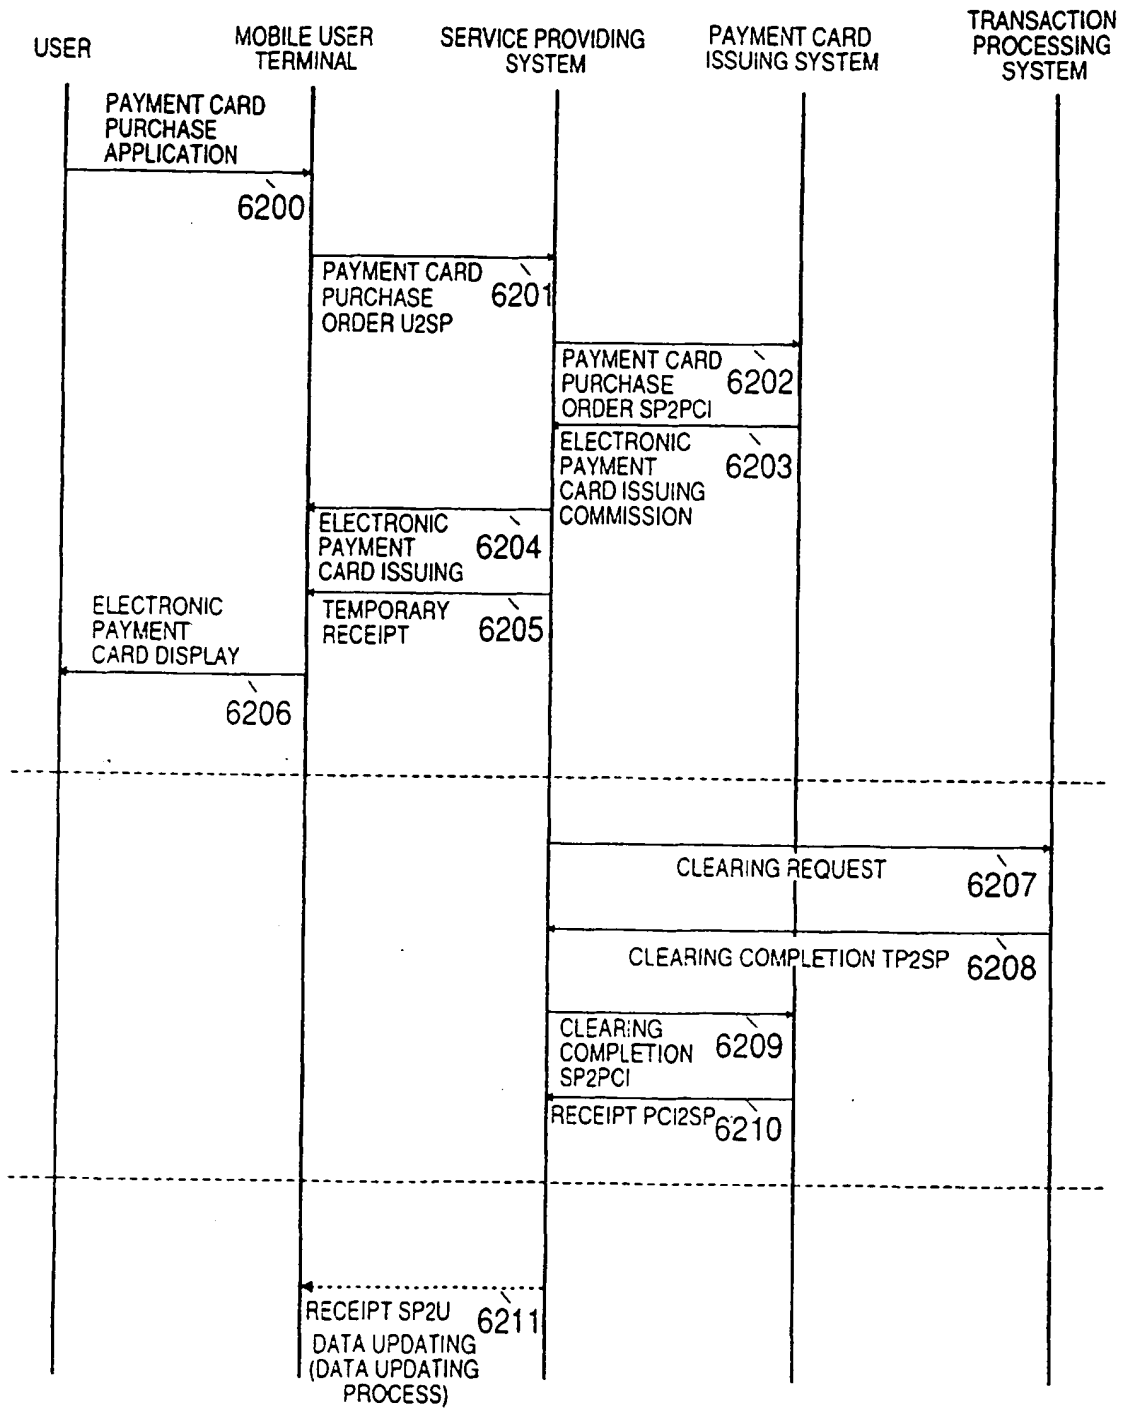 USER
MOBILE USER
TERMINAL
SERVICE PROVIDING
SYSTEM
PAYMENT CARD
ISSUING SYSTEM
TRANSACTION
PROCESSING
SYSTEM
PAYMENT CARD
PURCHASE
APPLICATION
6200
PAYMENT CARD
PURCHASE
ORDER U2SP
6201
PAYMENT CARD
PURCHASE
ORDER SP2PCI
6202
ELECTRONIC
PAYMENT
CARD ISSUING
COMMISSION
6203
ELECTRONIC
PAYMENT
CARD ISSUING
6204
TEMPORARY
RECEIPT
6205
ELECTRONIC
PAYMENT
CARD DISPLAY
6206
CLEARING REQUEST
6207
CLEARING COMPLETION TP2SP
6208
CLEARING
COMPLETION
SP2PCI
6209
RECEIPT PCI2SP
6210
RECEIPT SP2U
6211
DATA UPDATING
(DATA UPDATING
PROCESS)